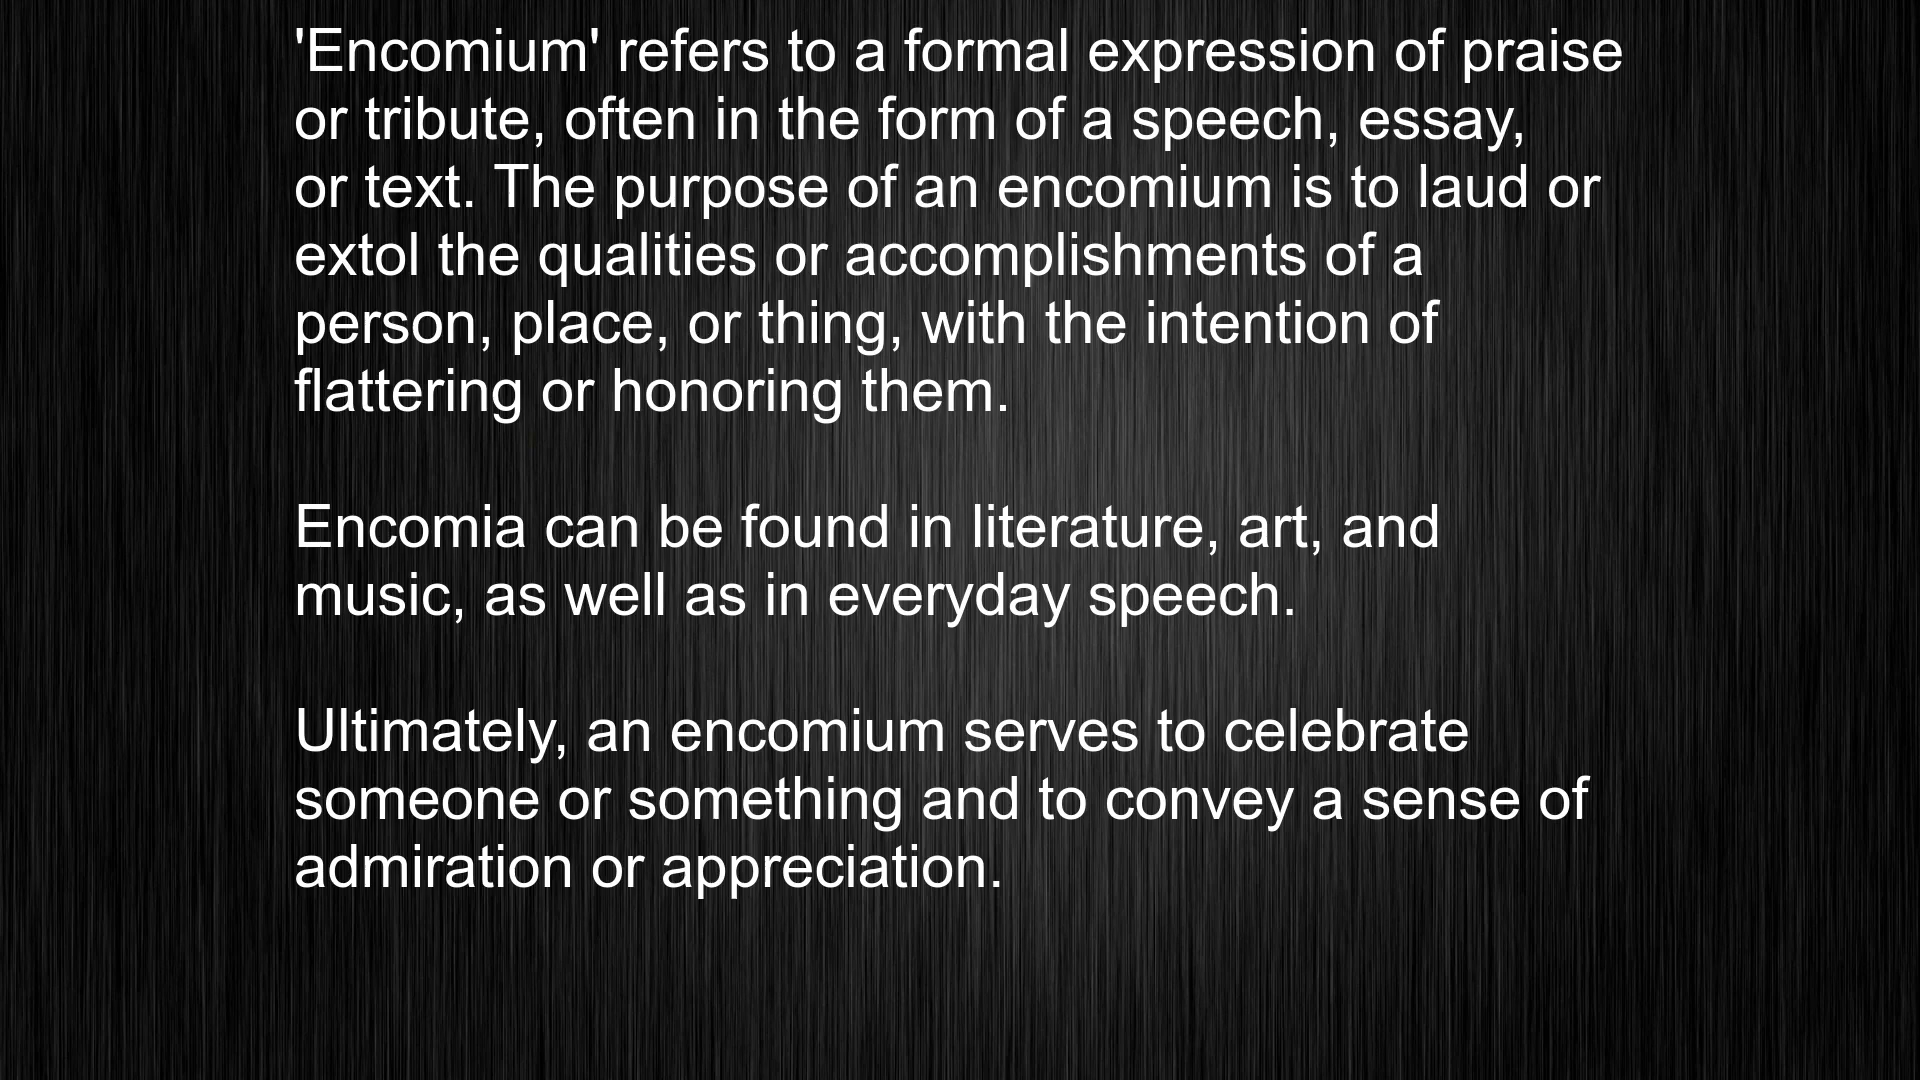 'Encomium' refers to a formal expression of praise
or tribute, often in the form of a speech, essay,
or text. The purpose of an encomium is to laud or
extol the qualities or accomplishments of a
person, place, or thing, with the intention of
flattering or honoring them.
Encomia can be found in literature, art, and
music, as well as in everyday speech.
Ultimately, an encomium serves to celebrate
someone or something and to convey a sense of
admiration or appreciation.